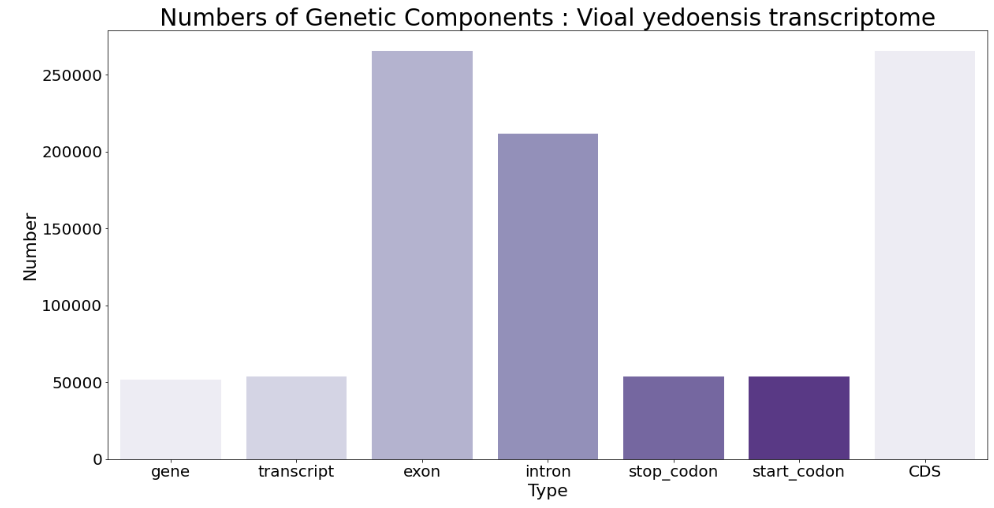 Numbers of Genetic Components : Vioal yedoensis transcriptome
250000
200000
150000
100000
50000
0
Number
gene transcript exon intron stop_codon start_codon CDS
Type